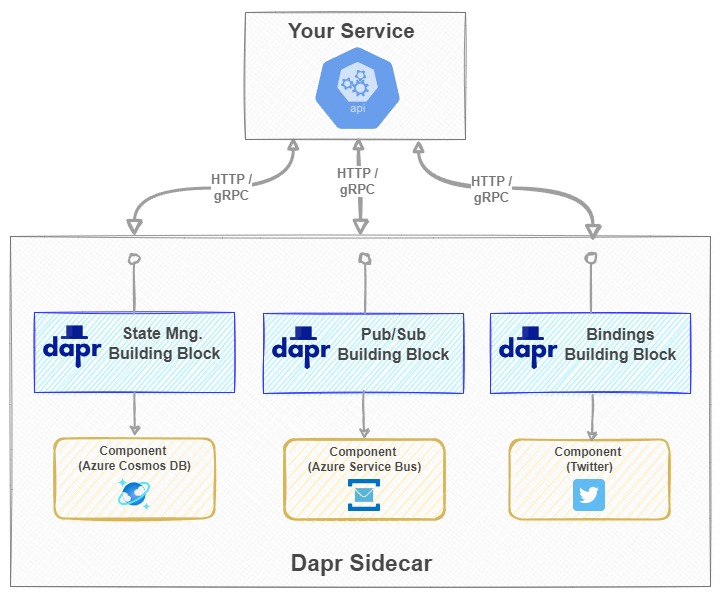 Your Service
api
HTTP /
gRPC
HTTP /
gRPC
HTTP /
gRPC
dapr
State Mng.
Building Block
dapr
Pub/Sub
Building Block
dapr
Bindings
Building Block
Component
(Azure Cosmos DB)
Component
(Azure Service Bus)
Component
(Twitter)
Dapr Sidecar